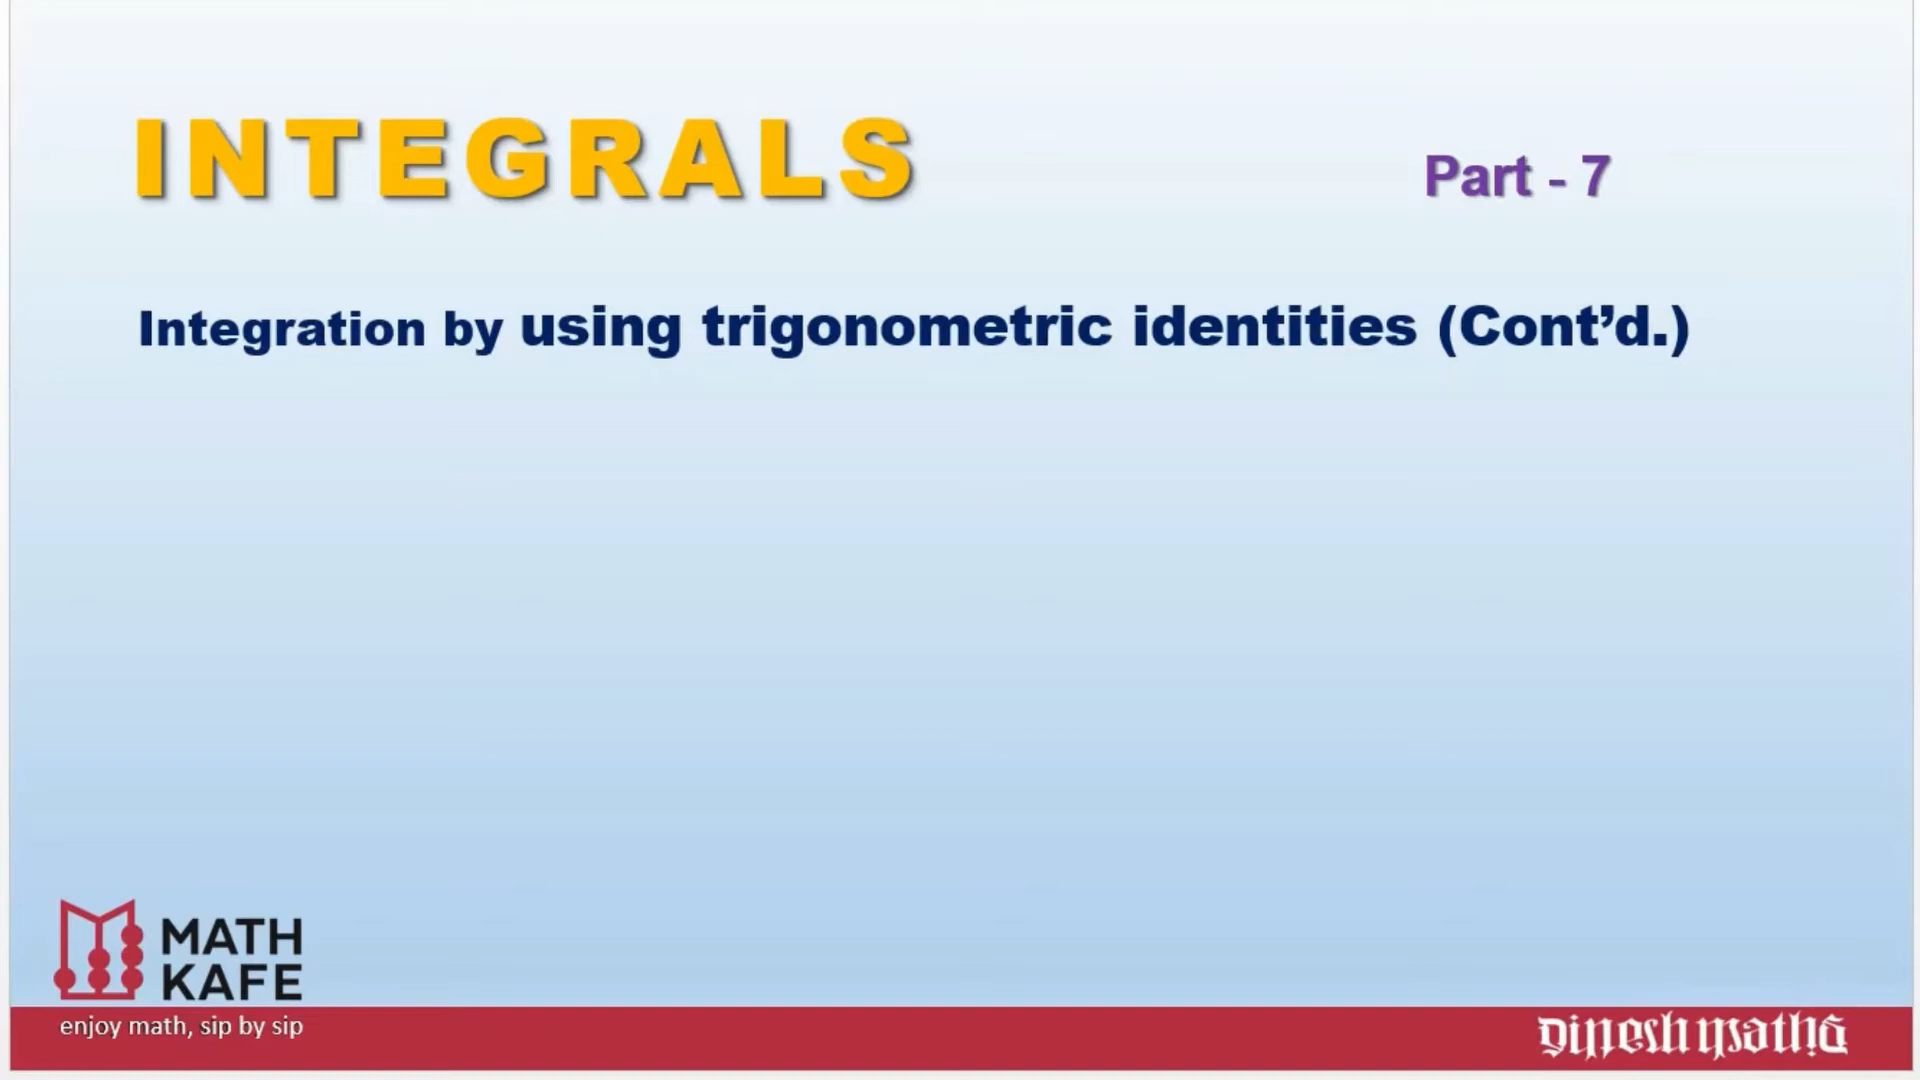 INTEGRALS
Part - 7
Integration by using trigonometric identities (Cont’d.)
MATH
KAFE
enjoy math, sip by sip
Dinesh maths